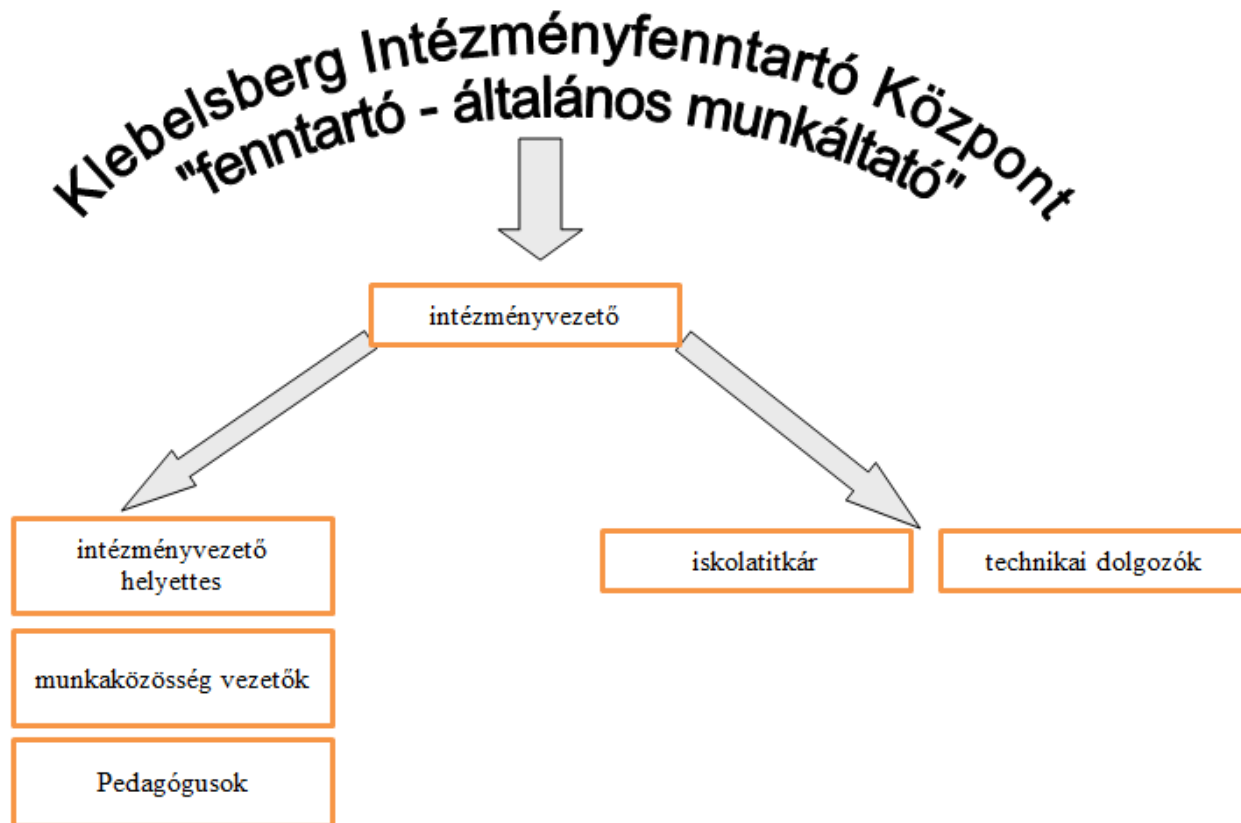 Klebelsberg Intézményfenntartó Központ
"fenntartó - általános munkáltató"
intézményvezető
intézményvezető
helyettes
iskolatitkár
technikai dolgozók
munkaközösség vezetők
Pedagógusok